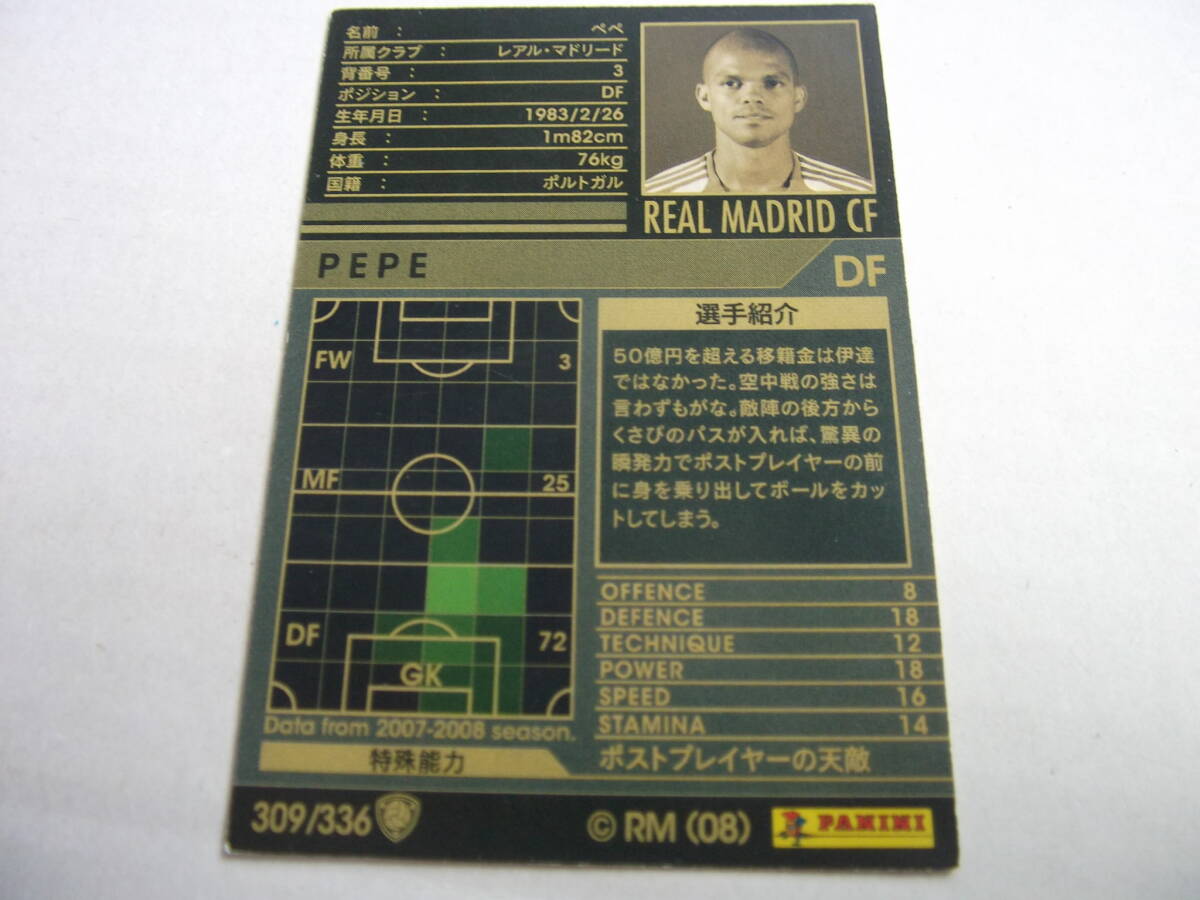 名前 : ペペ
所属クラブ : レアル・マドリード
背番号 : 3
ポジション : DF
生年月日 : 1983/2/26
身長 : 1m82cm
体重 : 76kg
国籍 : ポルトガル
REAL MADRID CF
PEPE
DF
FW 3
MF 25
DF 72
GK
Data from 2007-2008 season.
選手紹介
50億円を超える移籍金は伊達
ではなかった。空中戦の強さは
言わずもがな。敵陣の後方から
くさびのパスが入れば、驚異の
瞬発力でポストプレイヤーの前
に身を乗り出してボールをカッ
トしてしまう。
OFFENCE 8
DEFENCE 18
TECHNIQUE 12
POWER 18
SPEED 16
STAMINA 14
特殊能力
ポストプレイヤーの天敵
309/336
© RM (08)
PANINI